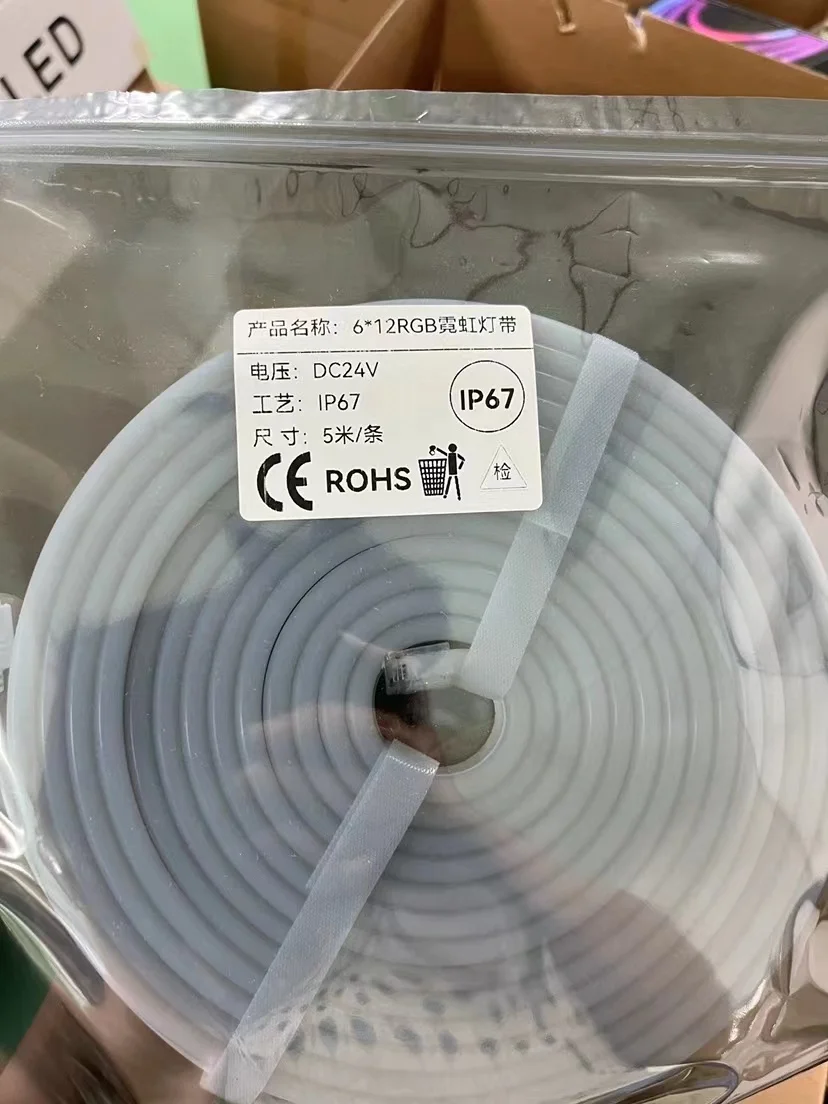 LED
产品名称：6*12RGB霓虹灯带
电压：DC24V
工艺：IP67
IP67
尺寸：5米/条
CE ROHS
检